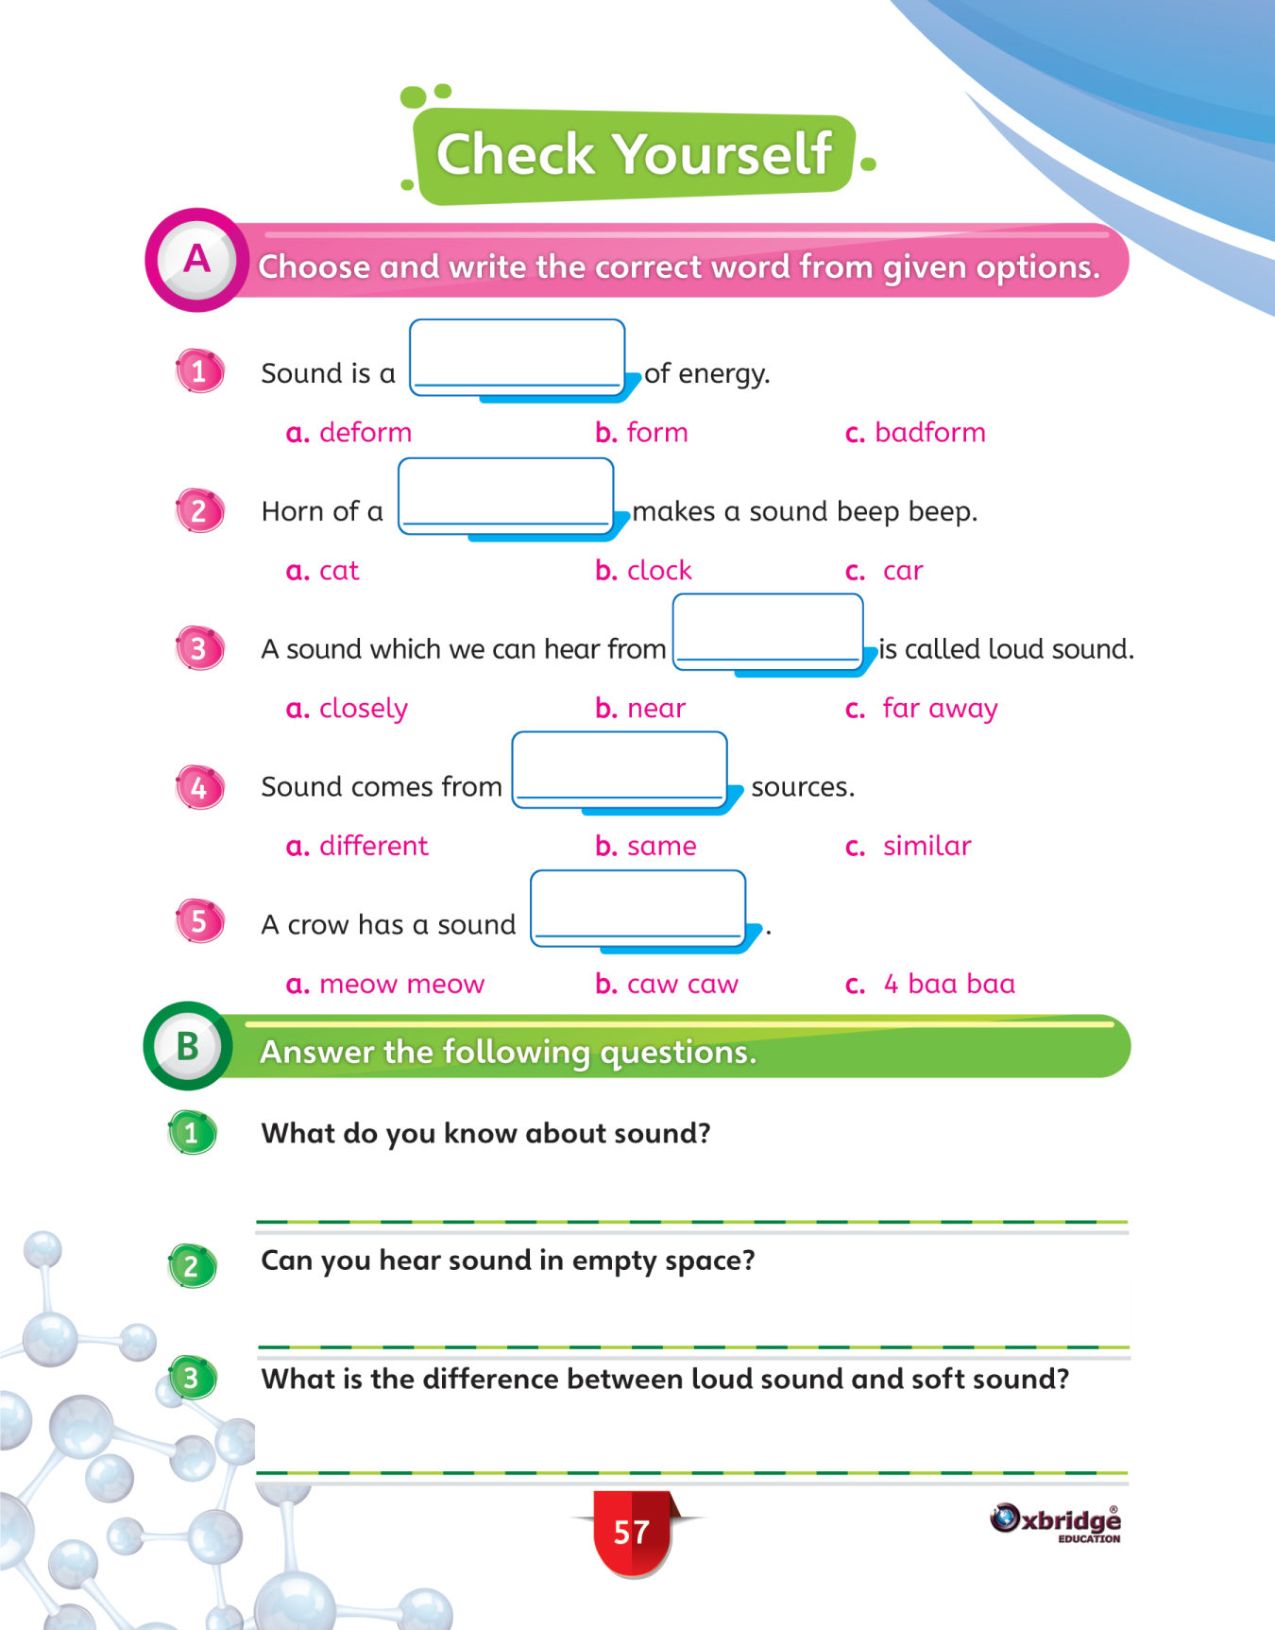 Check Yourself
A Choose and write the correct word from given options.
1 Sound is a of energy.
a. deform b. form c. badform
2 Horn of a makes a sound beep beep.
a. cat b. clock c. car
3 A sound which we can hear from is called loud sound.
a. closely b. near c. far away
4 Sound comes from sources.
a. different b. same c. similar
5 A crow has a sound .
a. meow meow b. caw caw c. 4 baa baa
B Answer the following questions.
1 What do you know about sound?
2 Can you hear sound in empty space?
3 What is the difference between loud sound and soft sound?
57
Oxbridge®
EDUCATION